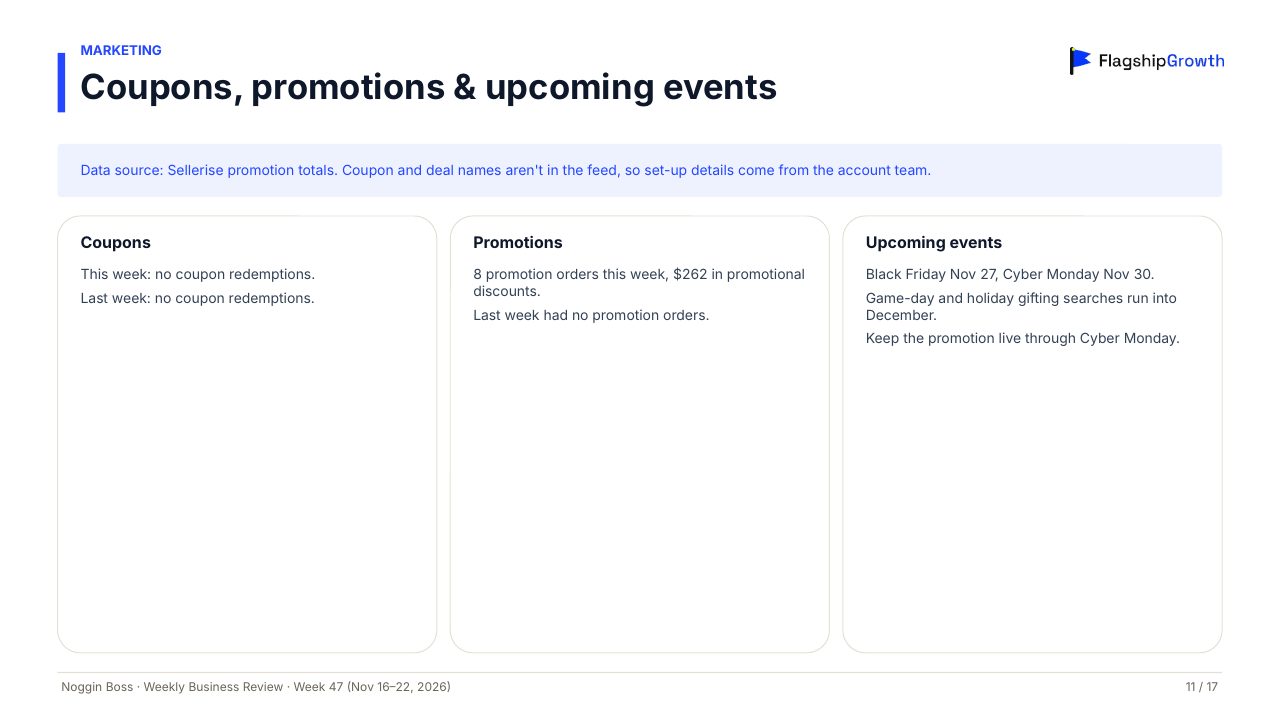 MARKETING
Coupons, promotions & upcoming events
FlagshipGrowth
Data source: Sellerise promotion totals. Coupon and deal names aren't in the feed, so set-up details come from the account team.
Coupons
This week: no coupon redemptions.
Last week: no coupon redemptions.
Promotions
8 promotion orders this week, $262 in promotional
discounts.
Last week had no promotion orders.
Upcoming events
Black Friday Nov 27, Cyber Monday Nov 30.
Game-day and holiday gifting searches run into
December.
Keep the promotion live through Cyber Monday.
Noggin Boss · Weekly Business Review · Week 47 (Nov 16–22, 2026)
11 / 17